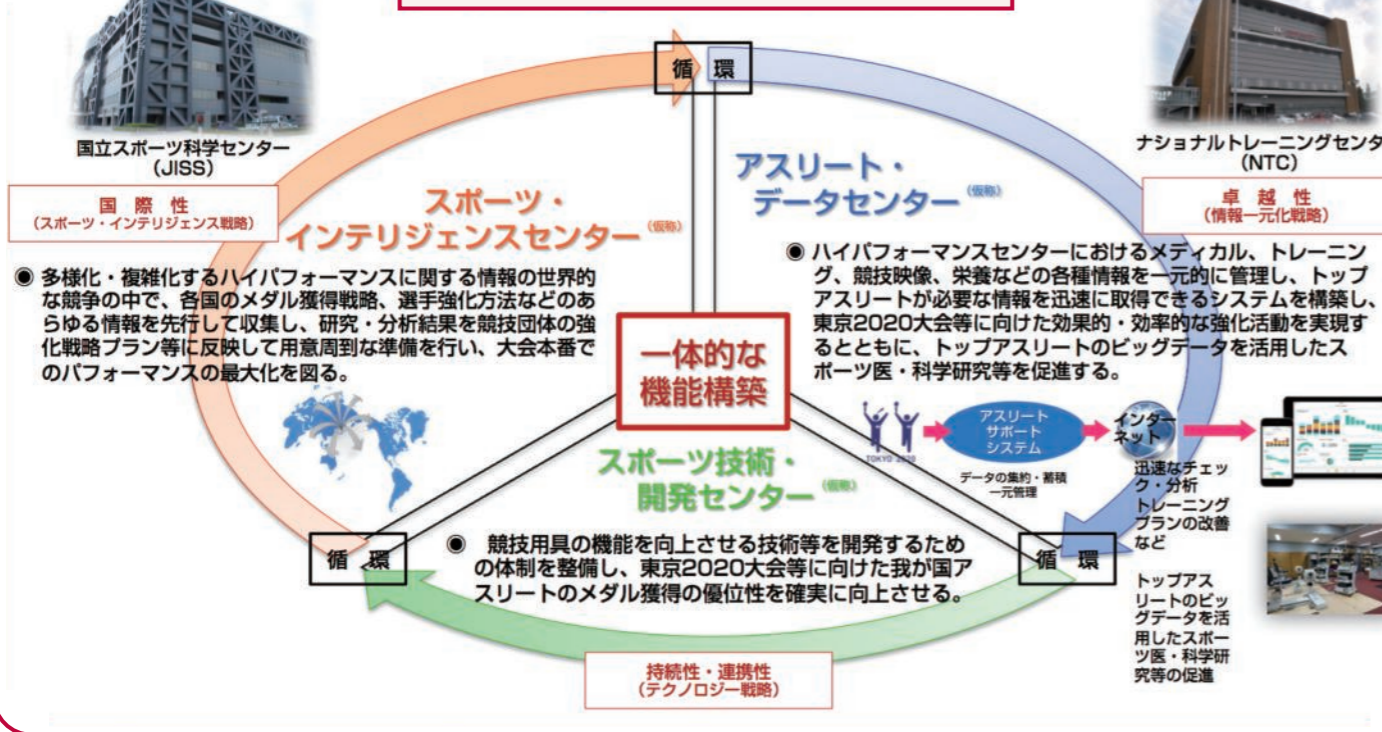 循 環
国立スポーツ科学センター
(JISS)
ナショナルトレーニングセンタ
(NTC)
国 際 性
(スポーツ・インテリジェンス戦略)
卓 越 性
(情報一元化戦略)
スポーツ・
インテリジェンスセンター(仮称)
● 多様化・複雑化するハイパフォーマンスに関する情報の世界的
な競争の中で、各国のメダル獲得戦略、選手強化方法などのあ
らゆる情報を先行して収集し、研究・分析結果を競技団体の強
化戦略プラン等に反映して用意周到な準備を行い、大会本番で
のパフォーマンスの最大化を図る。
アスリート・
データセンター(仮称)
● ハイパフォーマンスセンターにおけるメディカル、トレーニン
グ、競技映像、栄養などの各種情報を一元的に管理し、トップ
アスリートが必要な情報を迅速に取得できるシステムを構築し、
東京2020大会等に向けた効果的・効率的な強化活動を実現す
るとともに、トップアスリートのビッグデータを活用したス
ポーツ医・科学研究等を促進する。
一体的な
機能構築
TOKYO 2020
アスリート
サポート
システム
データの集約・蓄積
一元管理
インター
ネット
迅速なチェッ
ク・分析
トレーニング
プランの改善
など
トップアス
リートのビッ
グデータを活
用したスポー
ツ医・科学研
究等の促進
スポーツ技術・
開発センター(仮称)
● 競技用具の機能を向上させる技術等を開発するため
の体制を整備し、東京2020大会等に向けた我が国ア
スリートのメダル獲得の優位性を確実に向上させる。
循 環
循 環
持続性・連携性
(テクノロジー戦略)